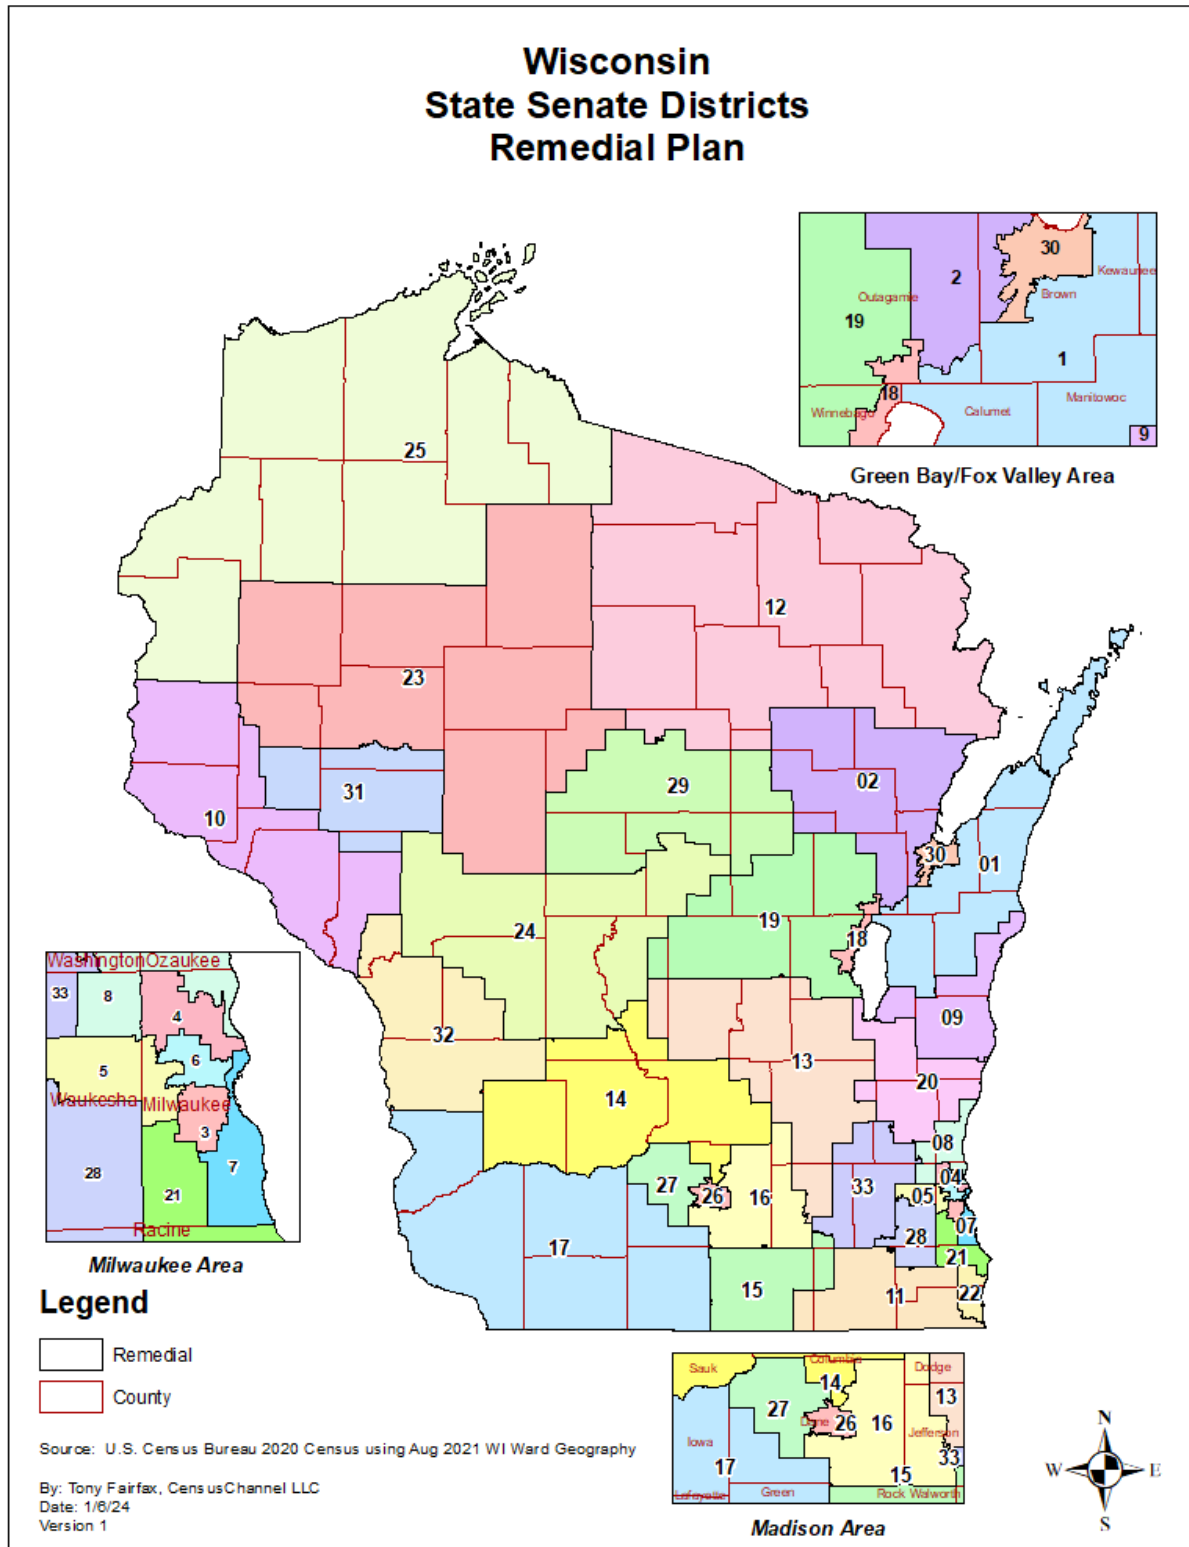 Wisconsin
State Senate Districts
Remedial Plan
30
2
Kewaunee
Outagamie
Brown
19
1
18
Winnebago
Calumet
Manitowoc
9
Green Bay/Fox Valley Area
25
12
23
29
02
31
10
30
01
19
24
18
09
32
13
20
14
08
04
27
26
16
33
05
28
07
21
17
15
11
22
Washington
Ozaukee
33
8
4
6
5
Waukesha
Milwaukee
3
28
7
21
Racine
Milwaukee Area
Legend
Remedial
County
Source: U.S. Census Bureau 2020 Census using Aug 2021 WI Ward Geography
By: Tony Fairfax, CensusChannel LLC
Date: 1/6/24
Version 1
Sauk
Columbia
Dodge
14
13
27
Dane
26
16
Jefferson
Iowa
33
17
15
Lafayette
Green
Rock
Walworth
Madison Area
N
W
E
S